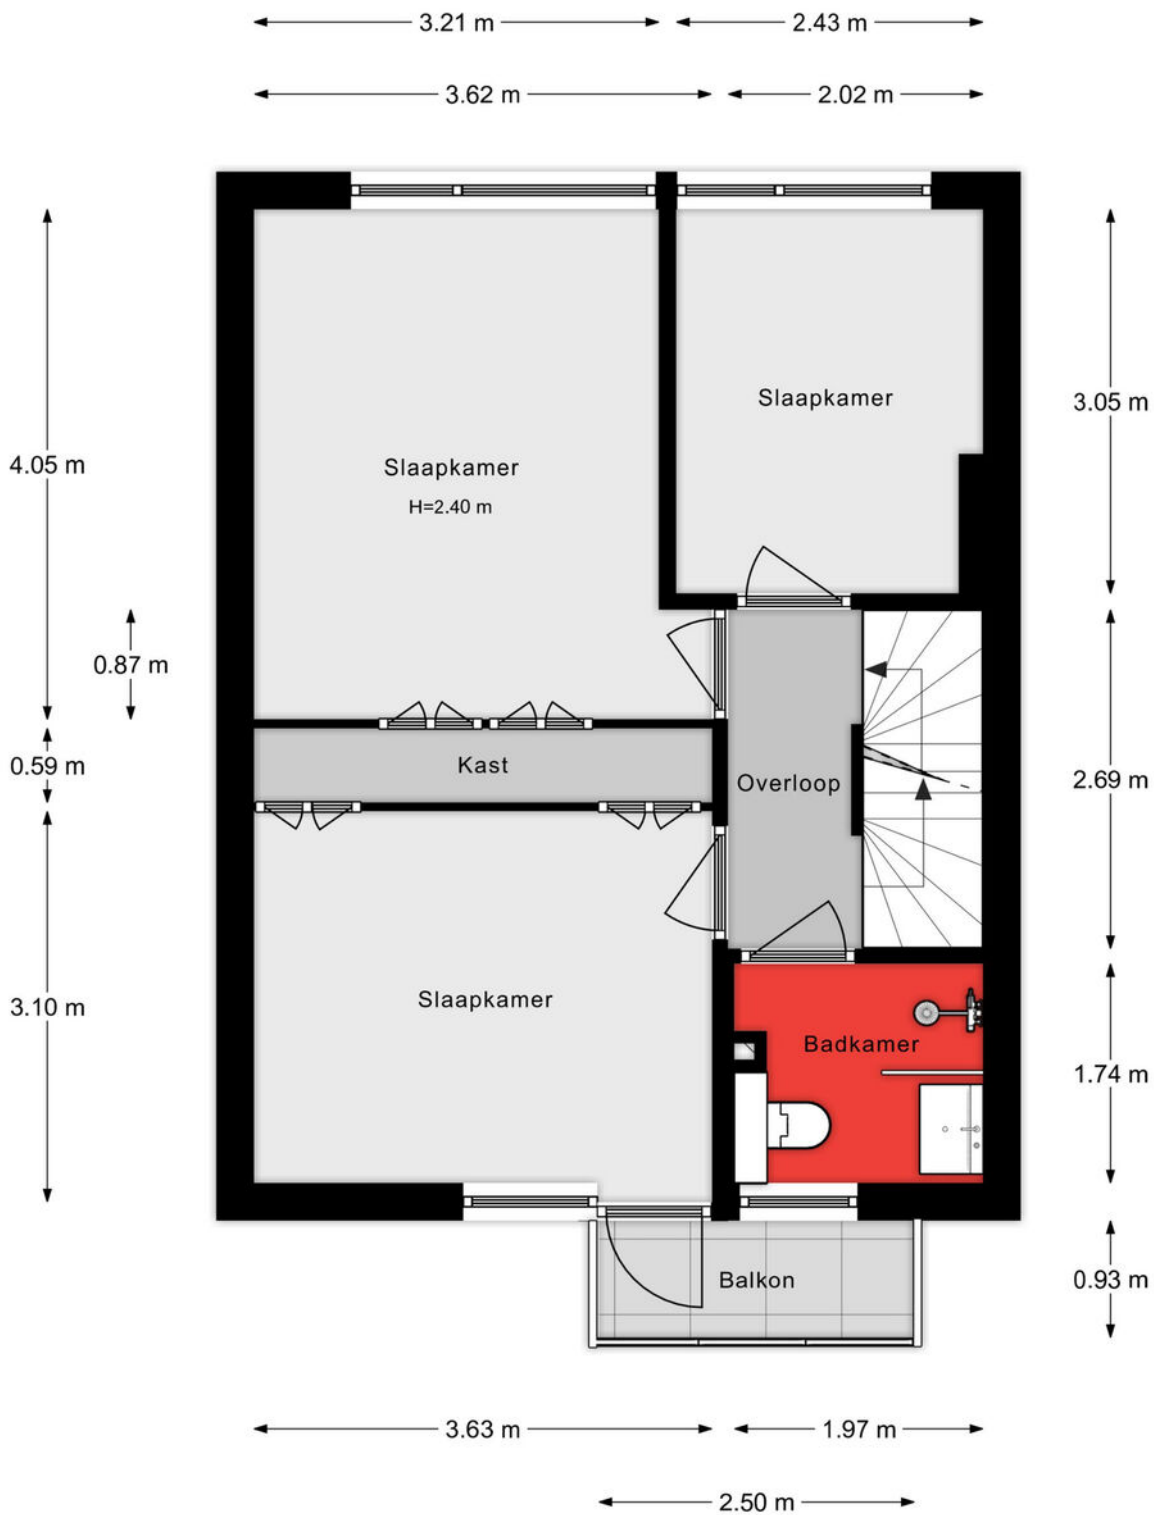 3.21 m
2.43 m
3.62 m
2.02 m
Slaapkamer
3.05 m
4.05 m
Slaapkamer
H=2.40 m
0.87 m
0.59 m
Kast
Overloop
2.69 m
3.10 m
Slaapkamer
Badkamer
1.74 m
Balkon
0.93 m
3.63 m
1.97 m
2.50 m